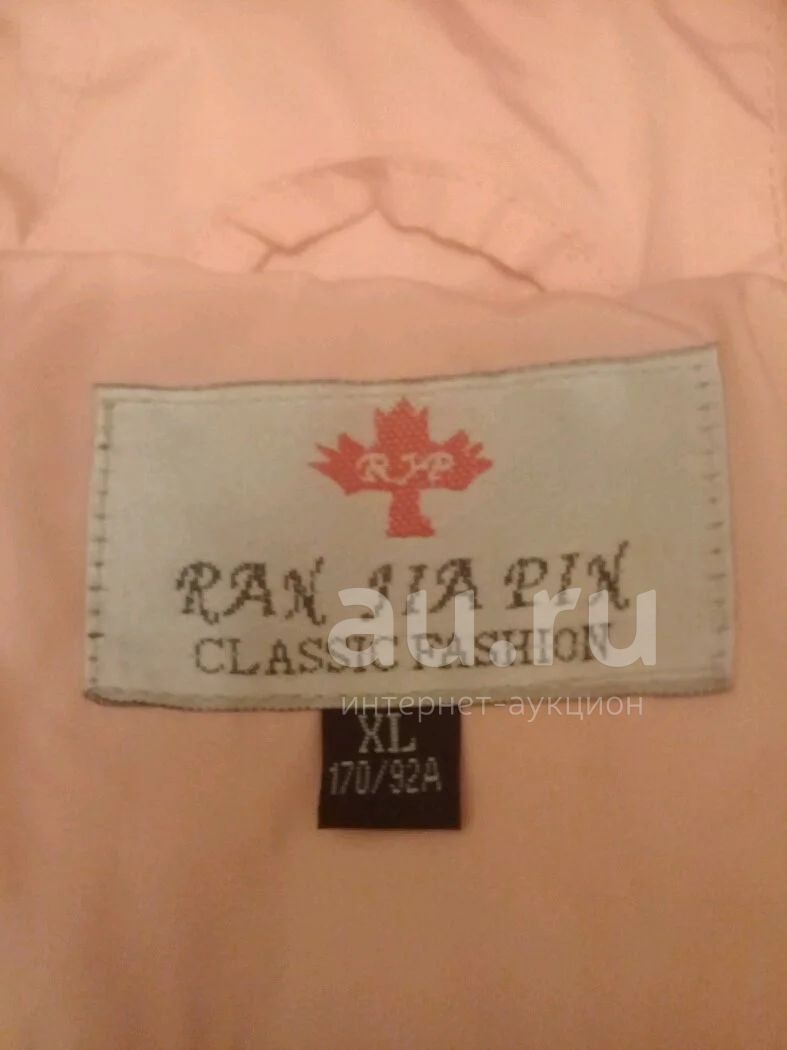 RJP
RAN JIA PIN
CLASSIC FASHION
au.ru
интернет-аукцион
XL
170/92A